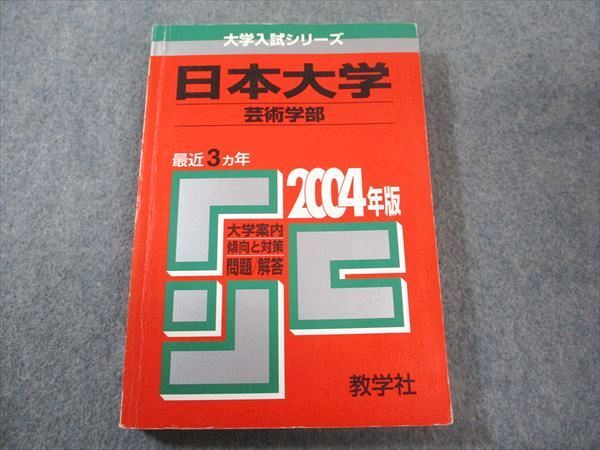 大学入試シリーズ
日本大学
芸術学部
最近3ヵ年
2004年版
大学案内
傾向と対策
問題/解答
教学社